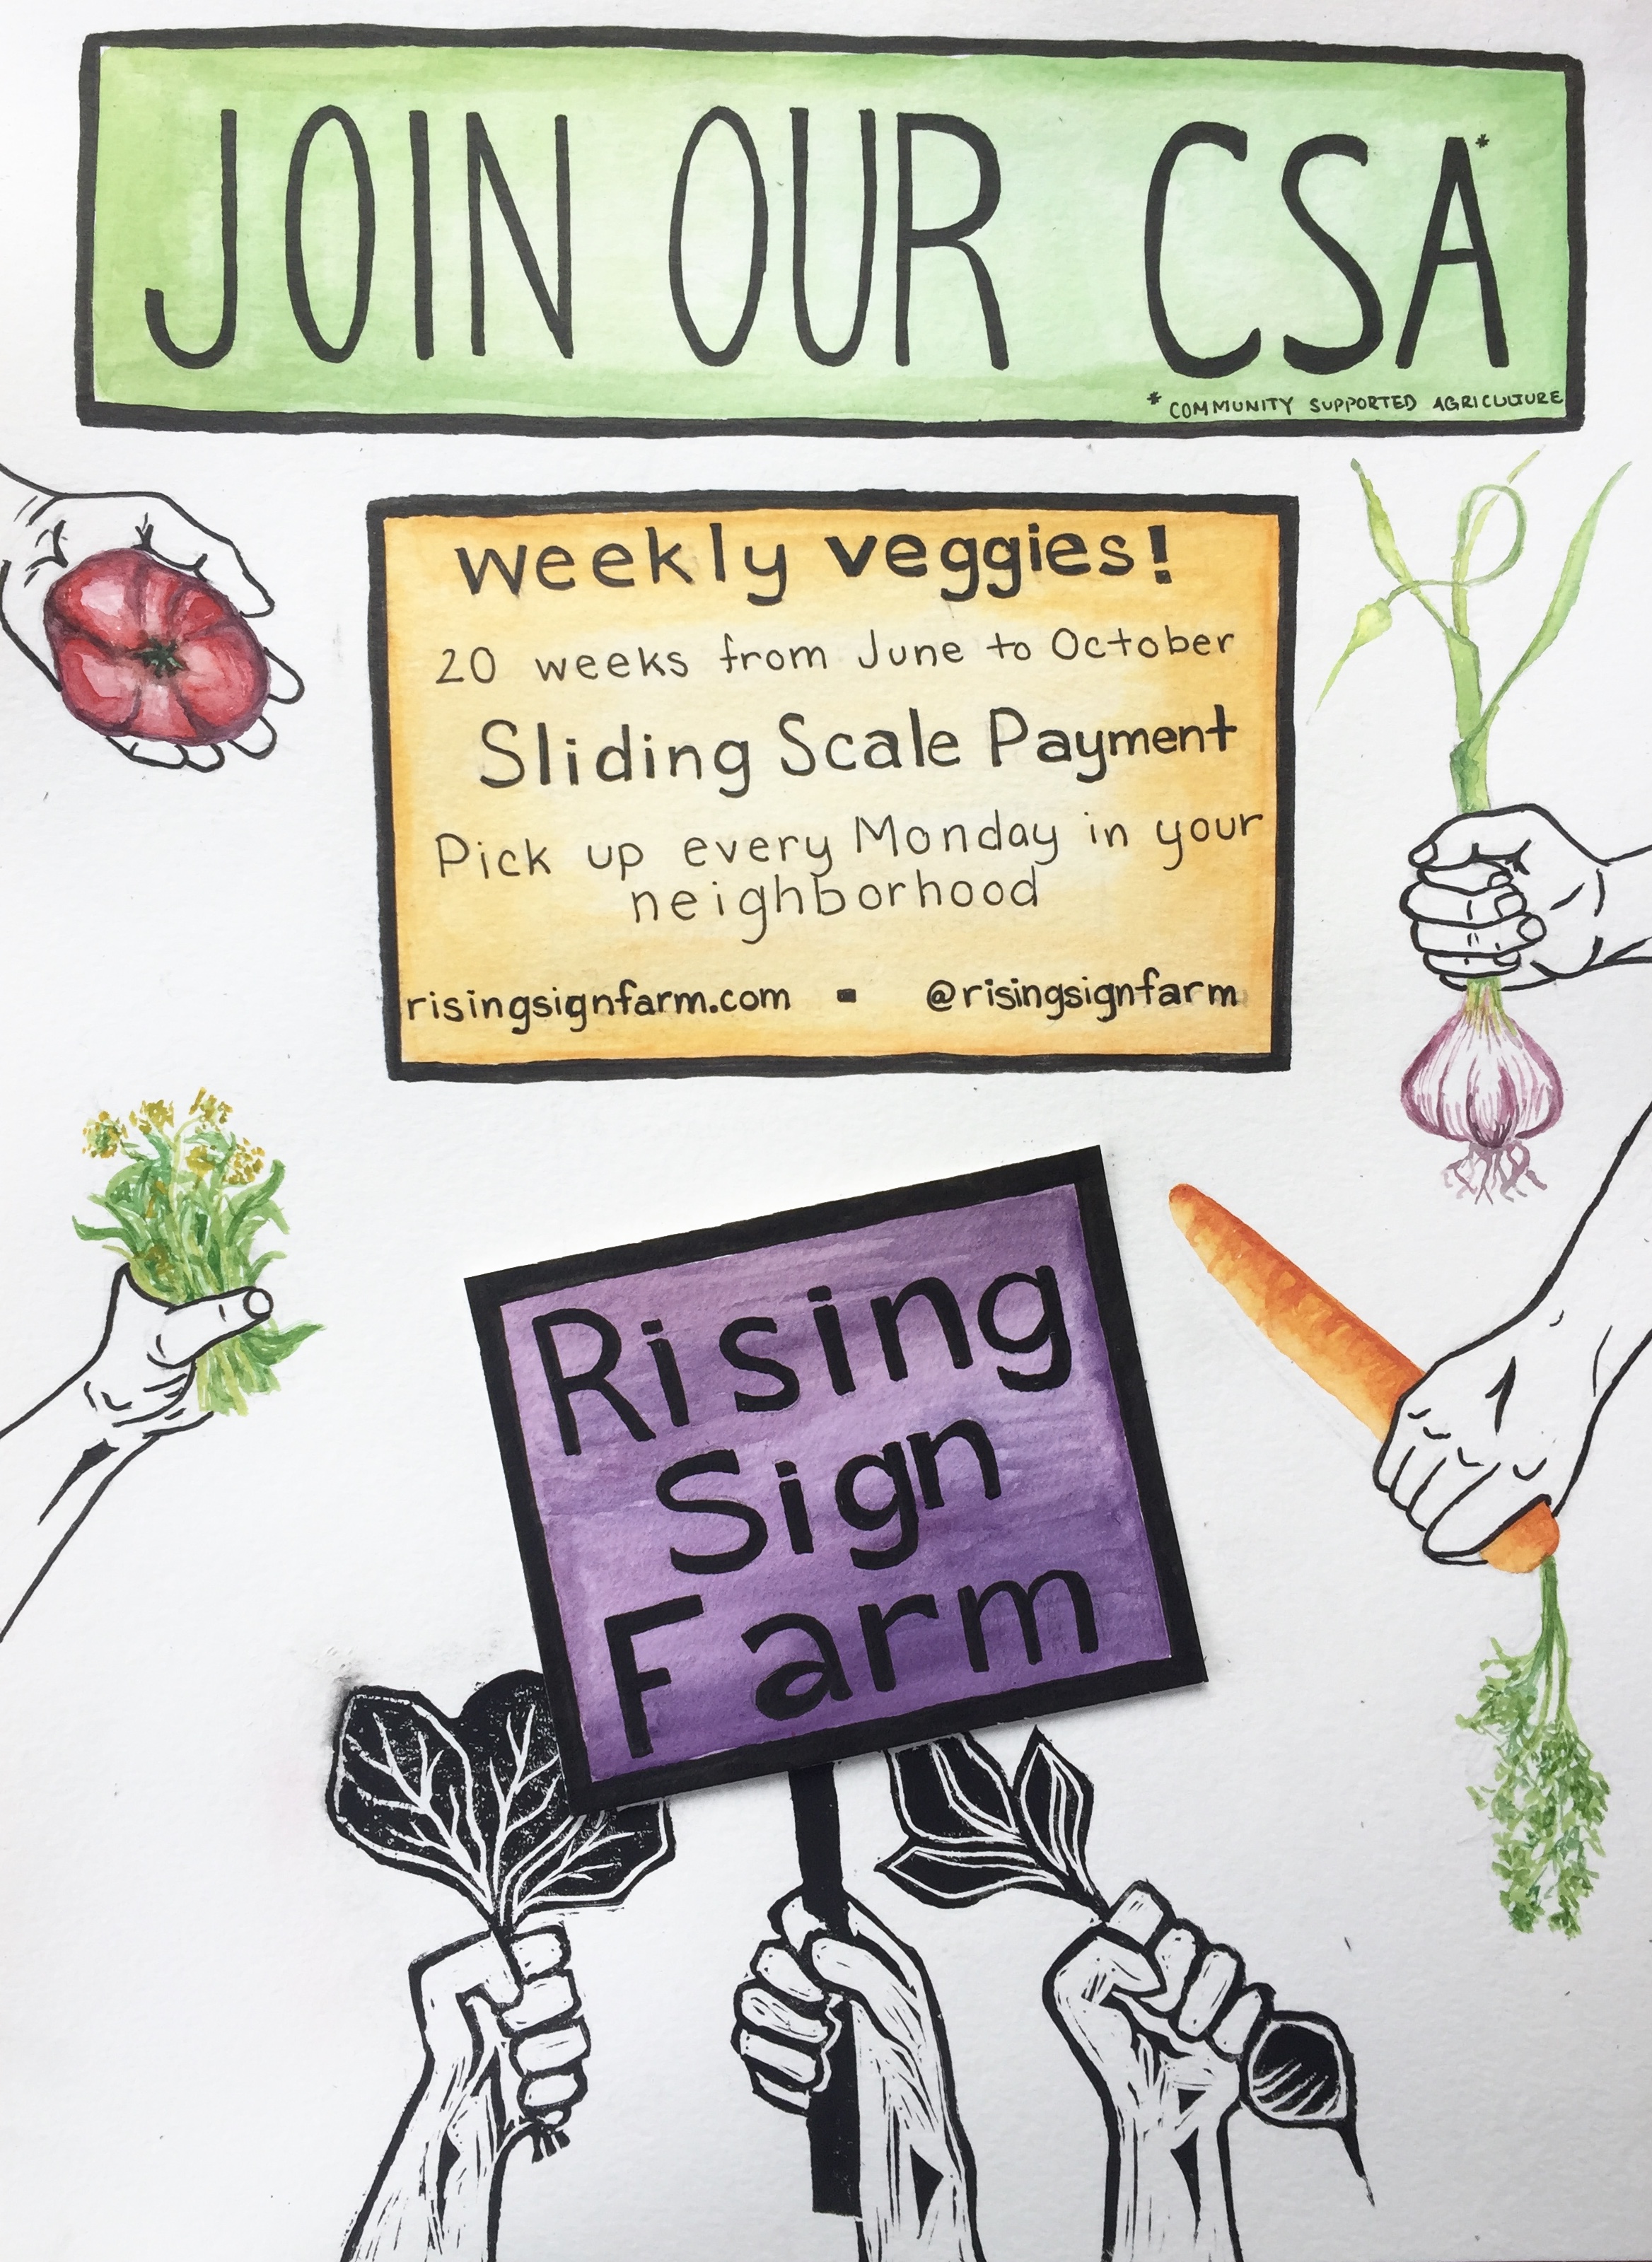 JOIN OUR CSA*
* COMMUNITY SUPPORTED AGRICULTURE
weekly veggies!
20 weeks from June to October
Sliding Scale Payment
Pick up every Monday in your
neighborhood
risingsignfarm.com ▪ @risingsignfarm
Rising
Sign
Farm